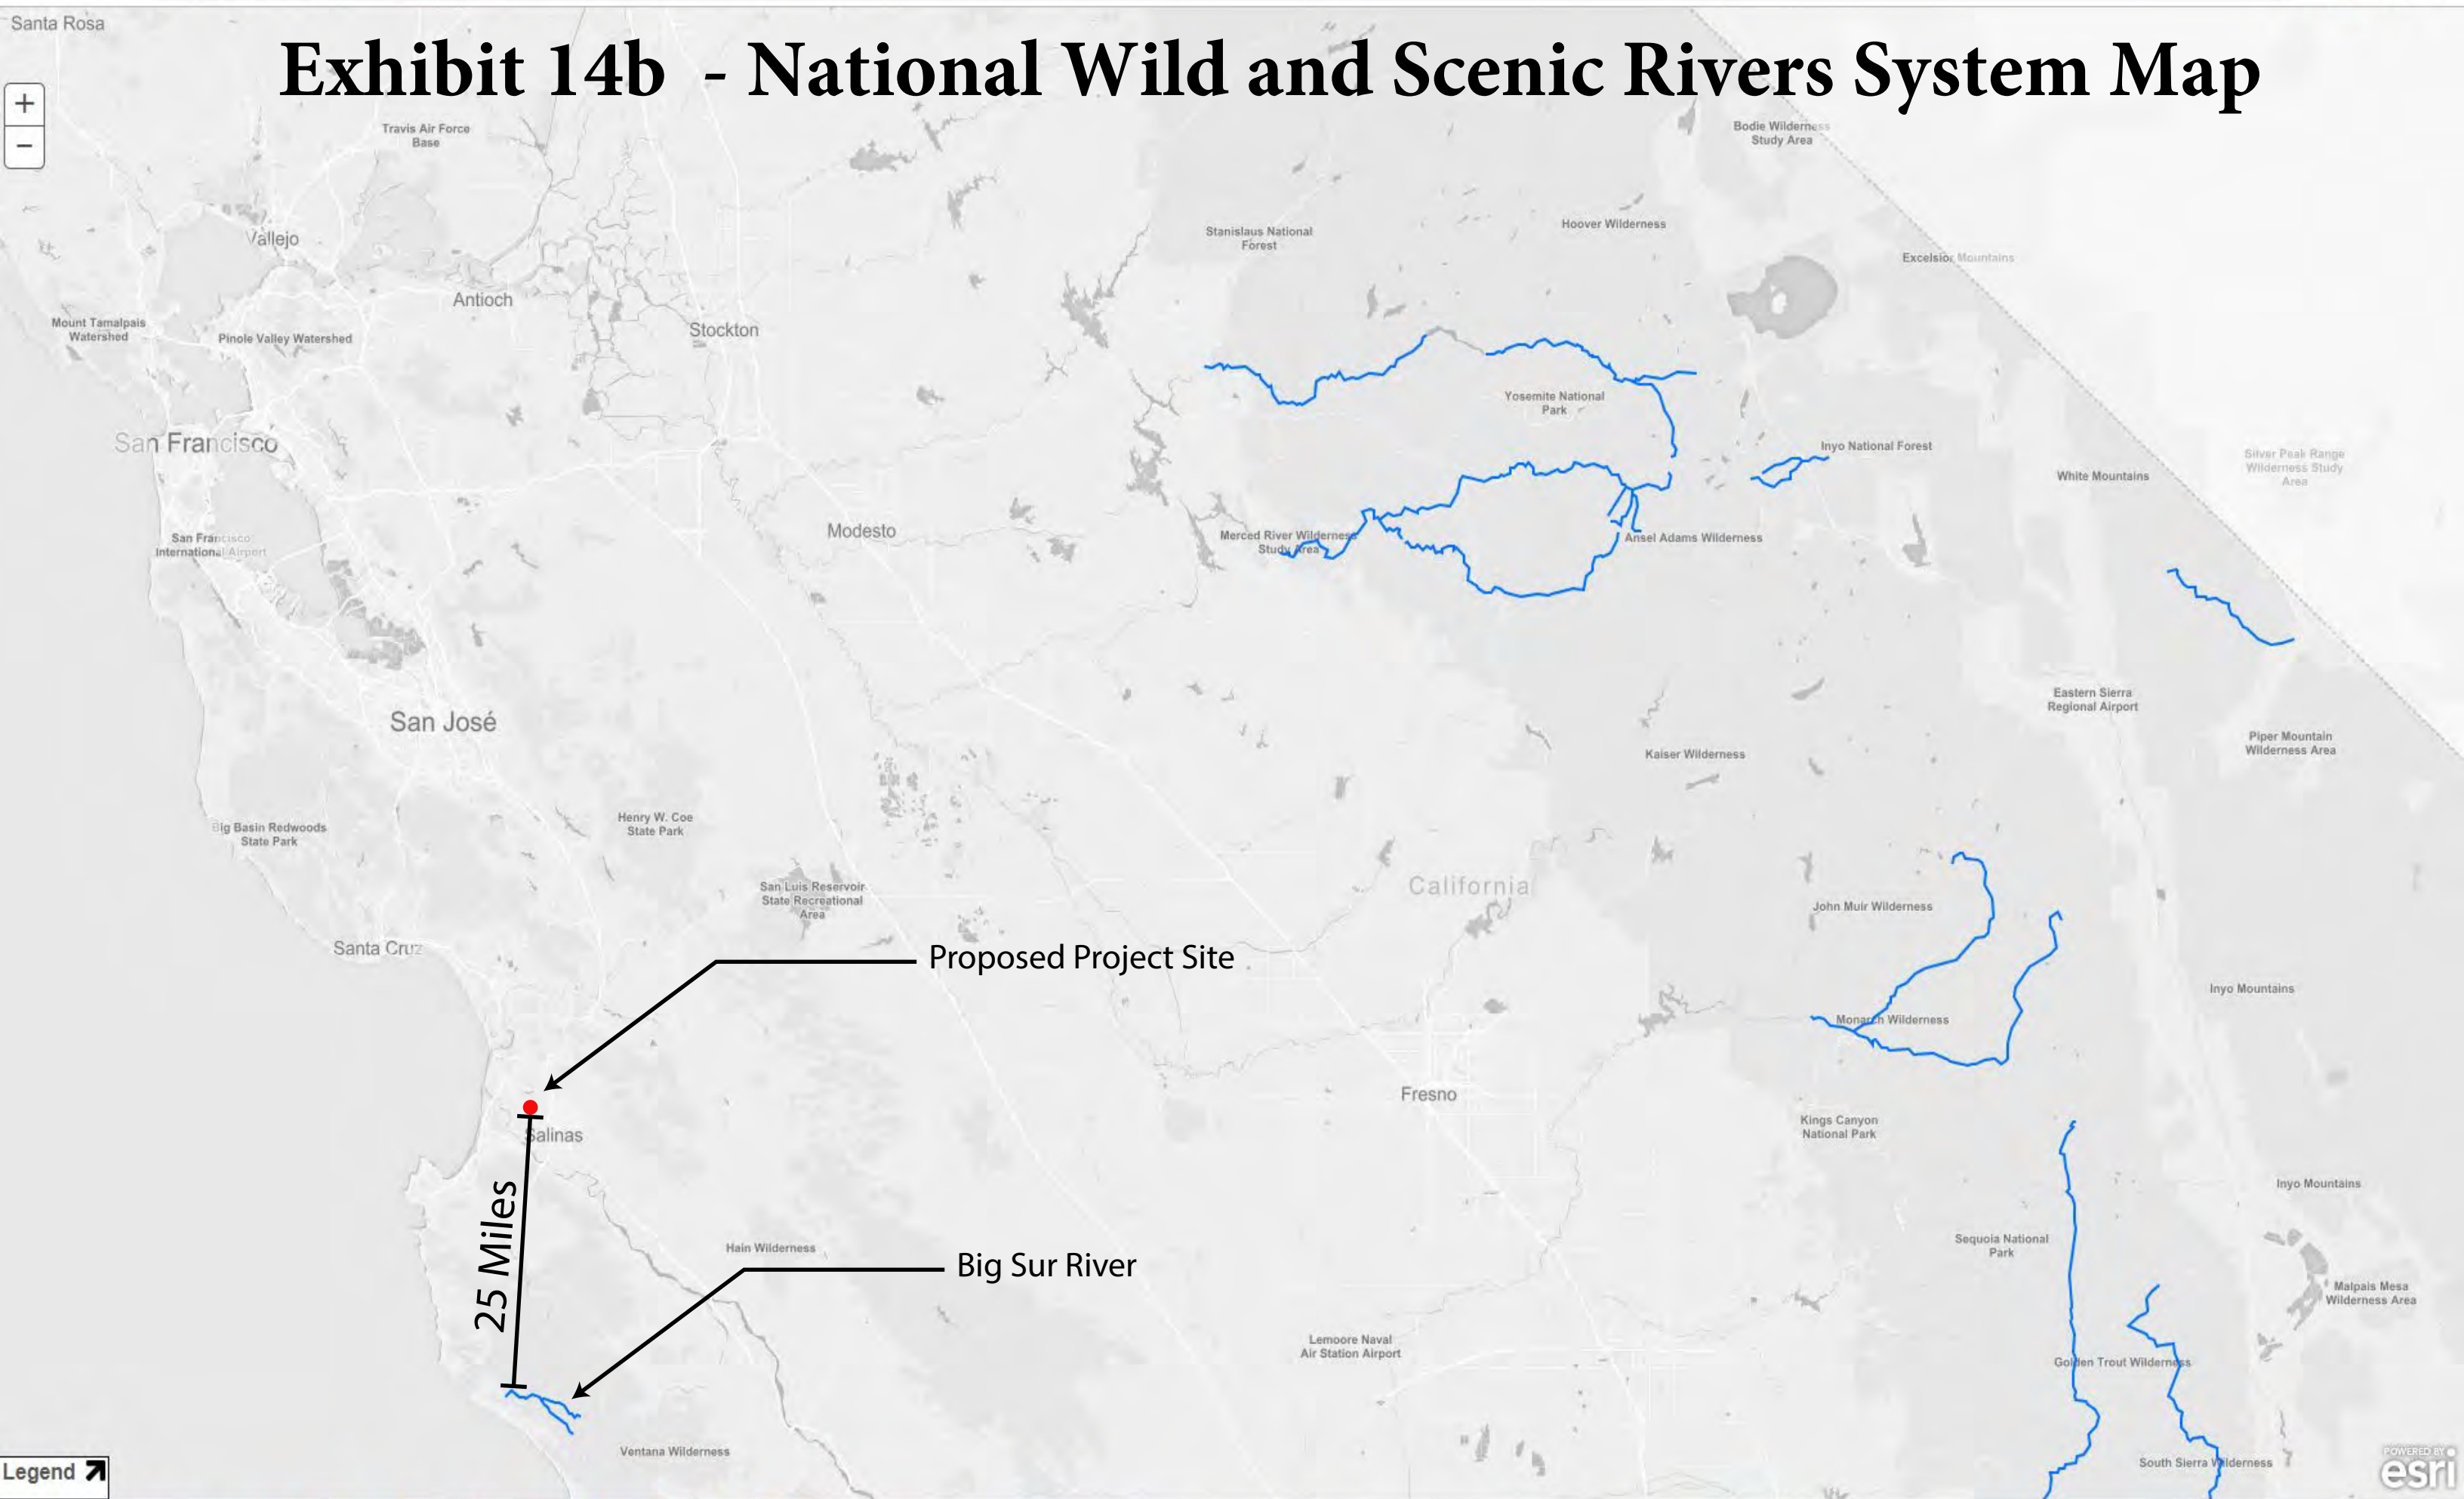 Santa Rosa
Exhibit 14b - National Wild and Scenic Rivers System Map
+
−
Travis Air Force
Base
Bodie Wilderness
Study Area
Vallejo
Stanislaus National
Forest
Hoover Wilderness
Excelsior Mountains
Antioch
Mount Tamalpais
Watershed
Pinole Valley Watershed
Stockton
Yosemite National
Park
San Francisco
Inyo National Forest
Silver Peak Range
Wilderness Study
Area
White Mountains
Modesto
San Francisco
International Airport
Merced River Wilderness
Study Area
Ansel Adams Wilderness
Eastern Sierra
Regional Airport
San José
Piper Mountain
Wilderness Area
Kaiser Wilderness
Henry W. Coe
State Park
Big Basin Redwoods
State Park
San Luis Reservoir
State Recreational
Area
California
John Muir Wilderness
Santa Cruz
Proposed Project Site
Inyo Mountains
Monarch Wilderness
Fresno
Kings Canyon
National Park
Salinas
Inyo Mountains
25 Miles
Hain Wilderness
Sequoia National
Park
Big Sur River
Malpais Mesa
Wilderness Area
Lemoore Naval
Air Station Airport
Golden Trout Wilderness
Ventana Wilderness
South Sierra Wilderness
Legend
POWERED BY
esri